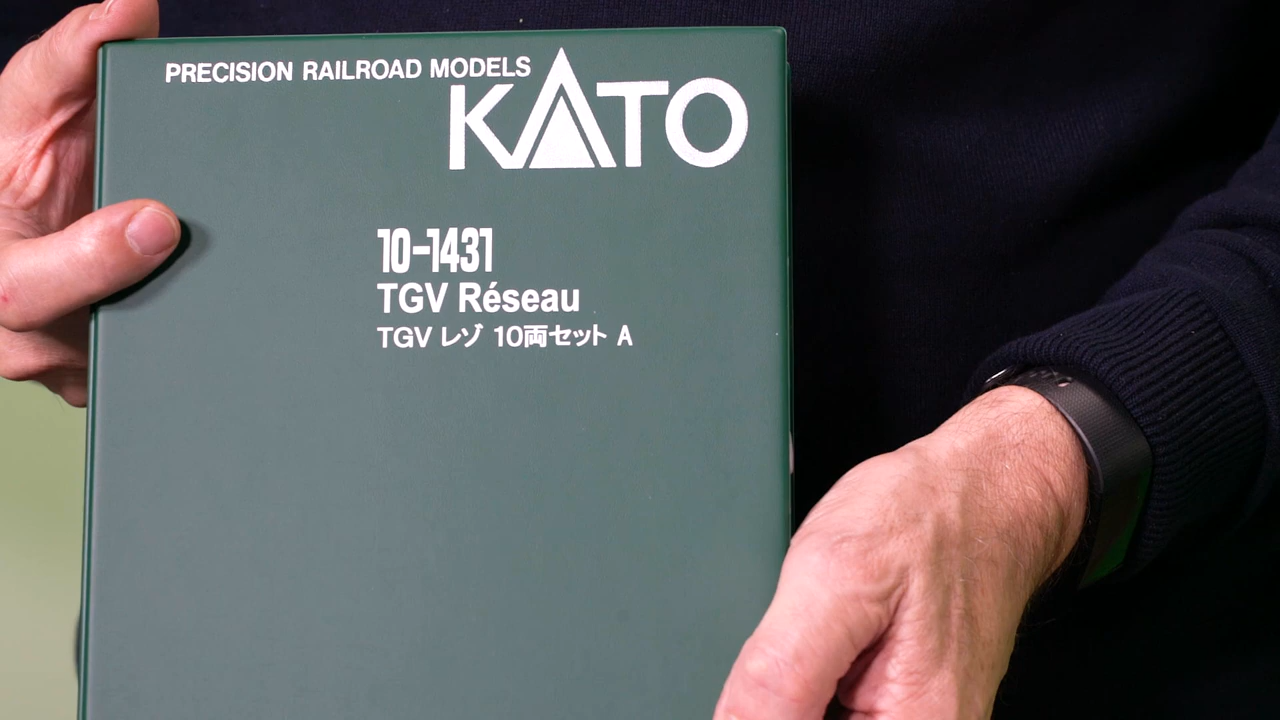 PRECISION RAILROAD MODELS
KATO
10-1431
TGV Réseau
TGV レゾ 10両セット A